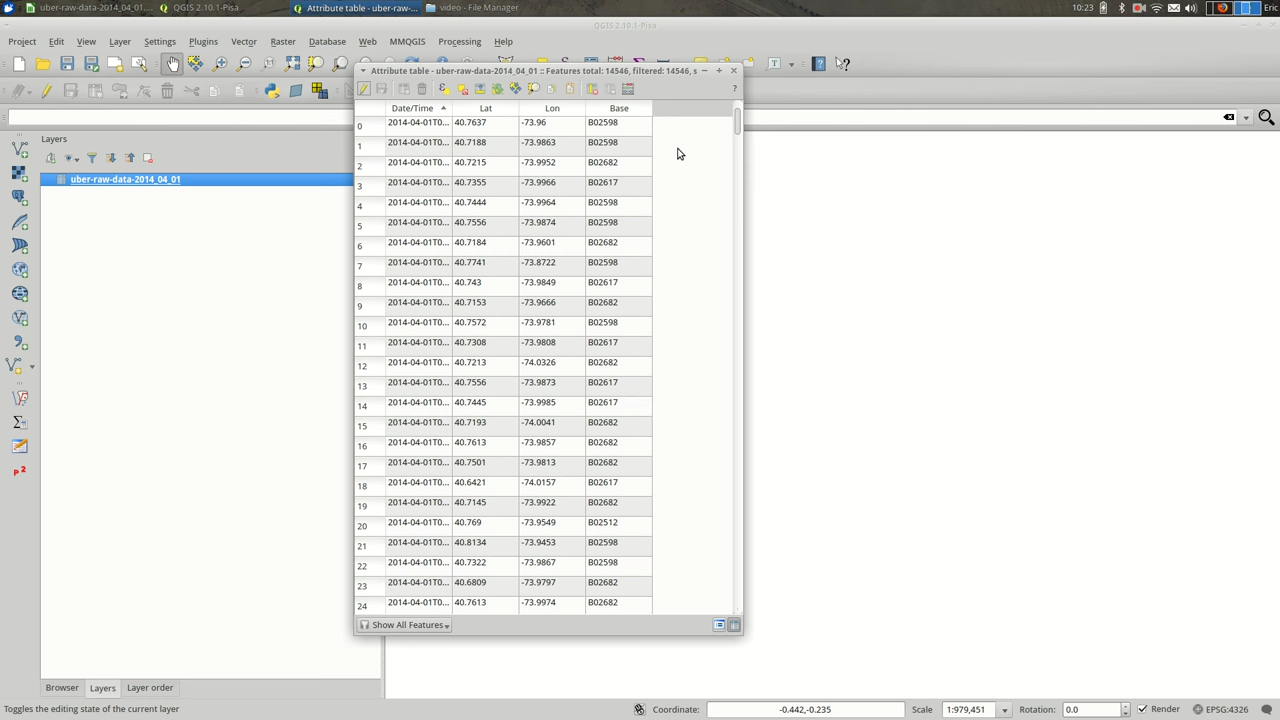 uber-raw-data-2014_04_01.... QGIS 2.10.1-Pisa Attribute table - uber-raw-... video - File Manager 10:23 Eric
QGIS 2.10.1-Pisa
Project Edit View Layer Settings Plugins Vector Raster Database Web MMQGIS Processing Help
Attribute table - uber-raw-data-2014_04_01 :: Features total: 14546, filtered: 14546, s
Layers
uber-raw-data-2014_04_01
Date/Time Lat Lon Base
0 2014-04-01T0... 40.7637 -73.96 B02598
1 2014-04-01T0... 40.7188 -73.9863 B02598
2 2014-04-01T0... 40.7215 -73.9952 B02682
3 2014-04-01T0... 40.7355 -73.9966 B02617
4 2014-04-01T0... 40.7444 -73.9964 B02598
5 2014-04-01T0... 40.7556 -73.9874 B02598
6 2014-04-01T0... 40.7184 -73.9601 B02682
7 2014-04-01T0... 40.7741 -73.8722 B02598
8 2014-04-01T0... 40.743 -73.9849 B02617
9 2014-04-01T0... 40.7153 -73.9666 B02682
10 2014-04-01T0... 40.7572 -73.9781 B02598
11 2014-04-01T0... 40.7308 -73.9808 B02617
12 2014-04-01T0... 40.7213 -74.0326 B02682
13 2014-04-01T0... 40.7556 -73.9873 B02617
14 2014-04-01T0... 40.7445 -73.9985 B02617
15 2014-04-01T0... 40.7193 -74.0041 B02682
16 2014-04-01T0... 40.7613 -73.9857 B02682
17 2014-04-01T0... 40.7501 -73.9813 B02682
18 2014-04-01T0... 40.6421 -74.0157 B02617
19 2014-04-01T0... 40.7145 -73.9922 B02682
20 2014-04-01T0... 40.769 -73.9549 B02512
21 2014-04-01T0... 40.8134 -73.9453 B02598
22 2014-04-01T0... 40.7322 -73.9867 B02598
23 2014-04-01T0... 40.6809 -73.9797 B02682
24 2014-04-01T0... 40.7613 -73.9974 B02682
Show All Features
Browser Layers Layer order
Toggles the editing state of the current layer Coordinate: -0.442,-0.235 Scale 1:979,451 Rotation: 0.0 Render EPSG:4326